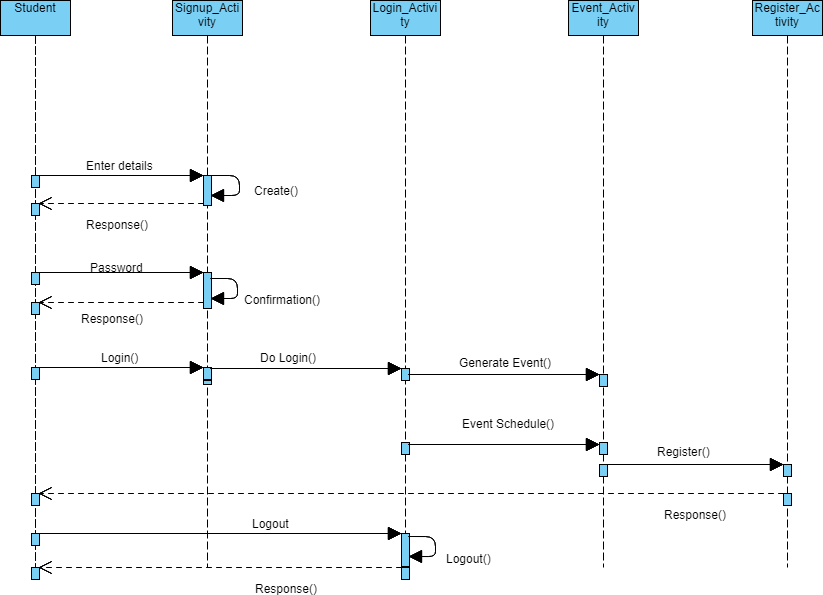 Student
Signup_Acti
vity
Login_Activi
ty
Event_Activ
ity
Register_Ac
tivity
Enter details
Create()
Response()
Password
Confirmation()
Response()
Login()
Do Login()
Generate Event()
Event Schedule()
Register()
Response()
Logout
Logout()
Response()